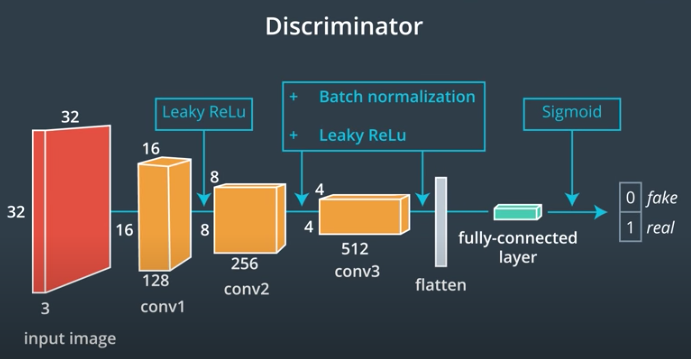 Discriminator
32
32
3
input image
Leaky ReLu
16
16
128
conv1
8
8
256
conv2
+ Batch normalization
+ Leaky ReLu
4
4
512
conv3
flatten
fully-connected
layer
Sigmoid
0 fake
1 real